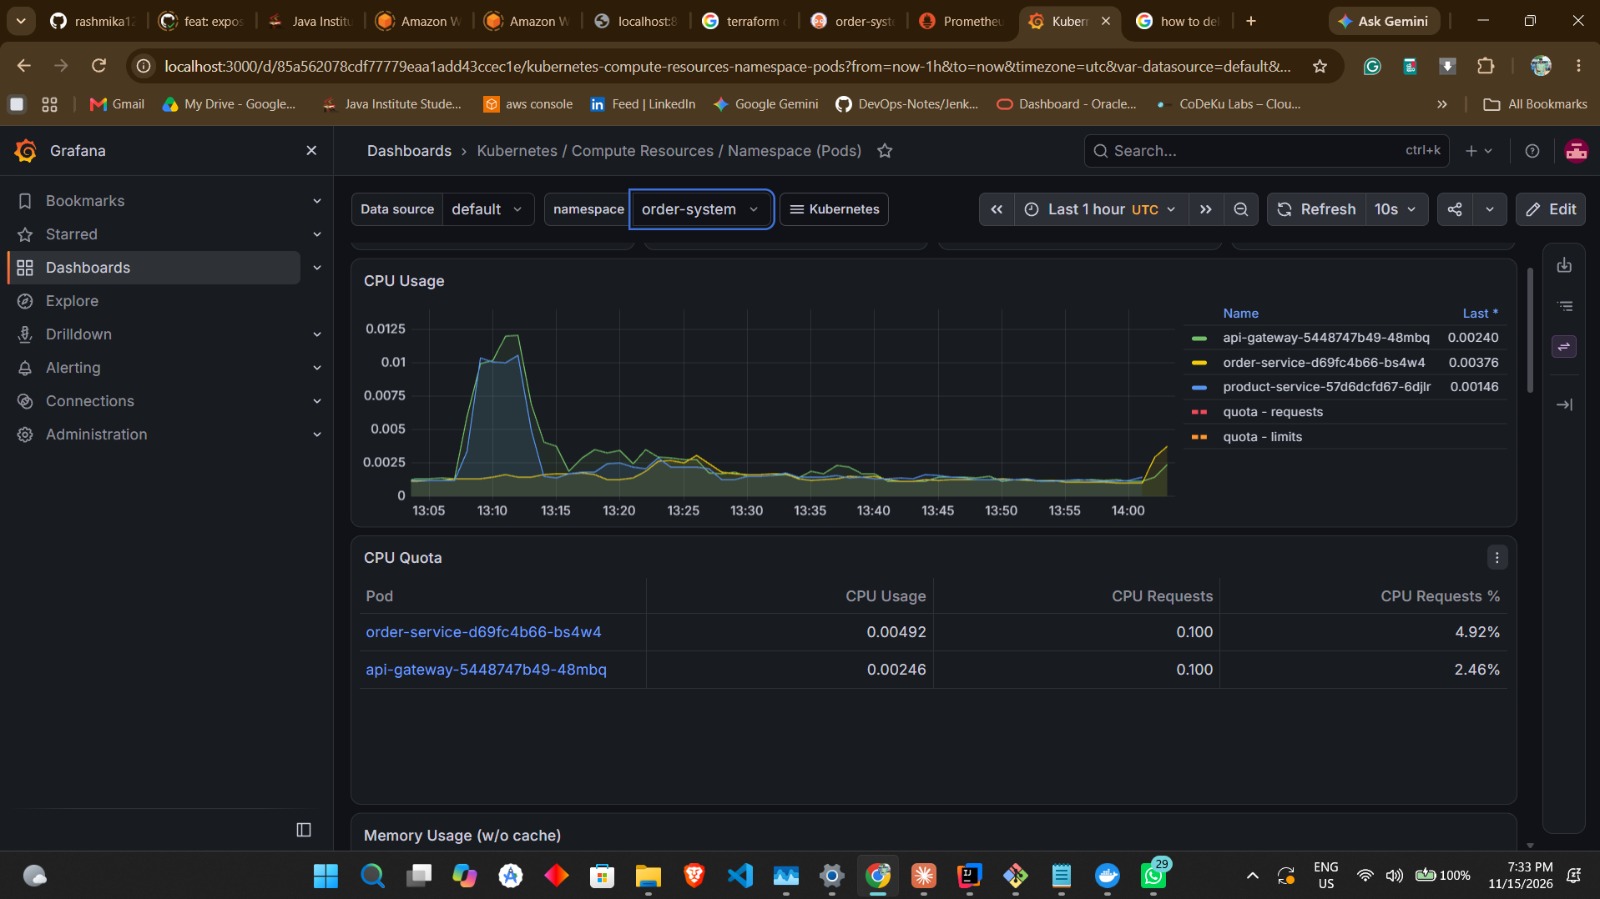 rashmika12
feat: expos
Java Institu
Amazon W
Amazon W
localhost:8
terraform
order-syste
Prometheu
Kubern
how to del
Ask Gemini
localhost:3000/d/85a562078cdf77779eaa1add43ccec1e/kubernetes-compute-resources-namespace-pods?from=now-1h&to=now&timezone=utc&var-datasource=default&...
Gmail
My Drive - Google...
Java Institute Stude...
aws console
Feed | LinkedIn
Google Gemini
DevOps-Notes/Jenk...
Dashboard - Oracle...
CoDeKu Labs – Clou...
»
All Bookmarks
Grafana
Dashboards › Kubernetes / Compute Resources / Namespace (Pods)
Search...
ctrl+k
Bookmarks
Starred
Dashboards
Explore
Drilldown
Alerting
Connections
Administration
Data source
default
namespace
order-system
Kubernetes
Last 1 hour UTC
Refresh
10s
Edit
CPU Usage
0.0125
0.01
0.0075
0.005
0.0025
0
13:05 13:10 13:15 13:20 13:25 13:30 13:35 13:40 13:45 13:50 13:55 14:00
Name Last *
api-gateway-5448747b49-48mbq 0.00240
order-service-d69fc4b66-bs4w4 0.00376
product-service-57d6dcfd67-6djlr 0.00146
quota - requests
quota - limits
CPU Quota
Pod CPU Usage CPU Requests CPU Requests %
order-service-d69fc4b66-bs4w4 0.00492 0.100 4.92%
api-gateway-5448747b49-48mbq 0.00246 0.100 2.46%
Memory Usage (w/o cache)
29
ENG
US
100%
7:33 PM
11/15/2026